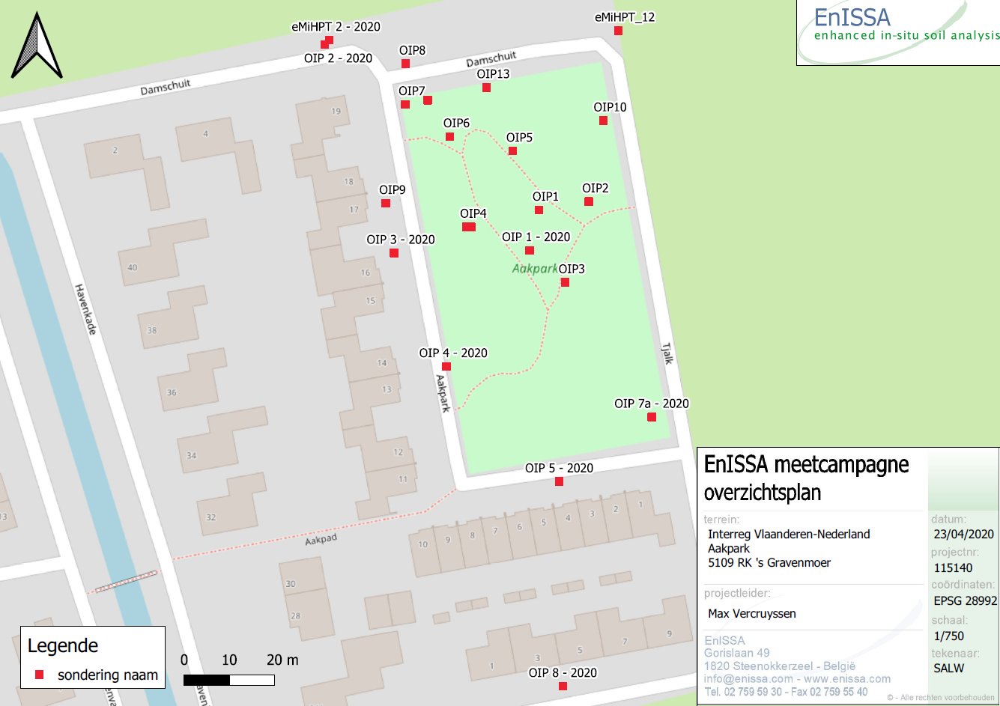 eMiHPT_12
EnISSA
enhanced in-situ soil analysis
eMiHPT 2 - 2020
OIP 2 - 2020
OIP8
Damschuit
OIP13
Damschuit
OIP7
OIP10
19
OIP6
4
OIP5
2
18
OIP9
OIP2
OIP1
17
OIP4
OIP 3 - 2020
OIP 1 - 2020
40
16
Aakpark
OIP3
Havenkade
15
38
OIP 4 - 2020
Tjalk
14
36
13
Aakpark
OIP 7a - 2020
34
12
OIP 5 - 2020
11
32
13
1
2
3
4
5
6
7
8
9
10
Aakpad
30
28
1
3
5
7
9
OIP 8 - 2020
Legende
sondering naam
0 10 20 m
EnISSA meetcampagne
overzichtsplan
terrein:
Interreg Vlaanderen-Nederland
Aakpark
5109 RK 's Gravenmoer
projectleider:
Max Vercruyssen
EnISSA
Gorislaan 49
1820 Steenokkerzeel - België
info@enissa.com - www.enissa.com
Tel. 02 759 59 30 - Fax 02 759 55 40
datum:
23/04/2020
projectnr:
115140
coördinaten:
EPSG 28992
schaal:
1/750
tekenaar:
SALW
© - Alle rechten voorbehouden